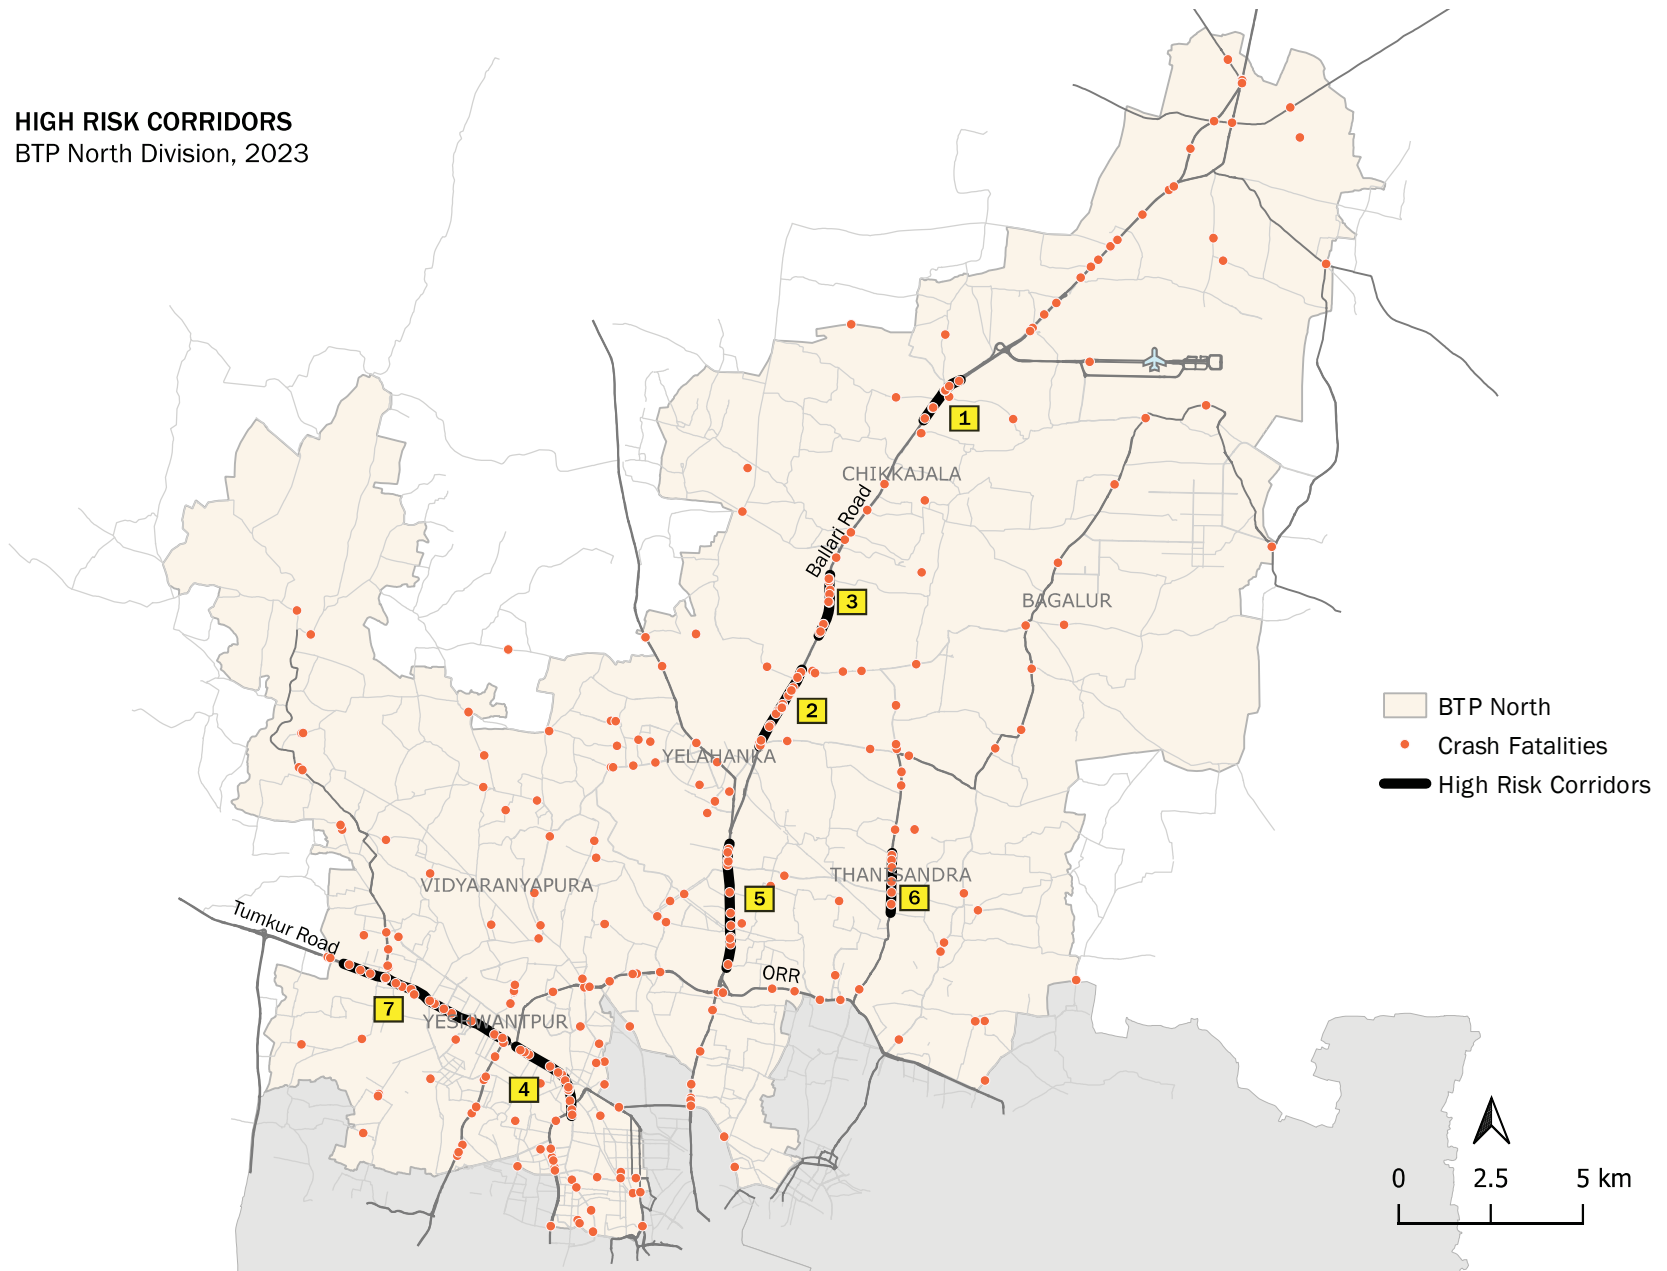 HIGH RISK CORRIDORS
BTP North Division, 2023
1
CHIKKAJALA
Ballari Road
3
BAGALUR
2
YELAHANKA
BTP North
Crash Fatalities
High Risk Corridors
VIDYARANYAPURA
THANISANDRA
5
6
Tumkur Road
ORR
7
YESHWANTPUR
4
0 2.5 5 km